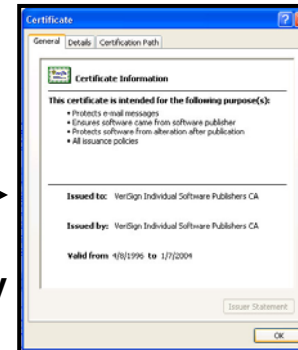 Certificate
General Details Certification Path
Certificate Information
This certificate is intended for the following purpose(s):
• Protects e-mail messages
• Ensures software came from software publisher
• Protects software from alteration after publication
• All issuance policies
Issued to: VeriSign Individual Software Publishers CA
Issued by: VeriSign Individual Software Publishers CA
Valid from 4/8/1996 to 1/7/2004
Issuer Statement
OK